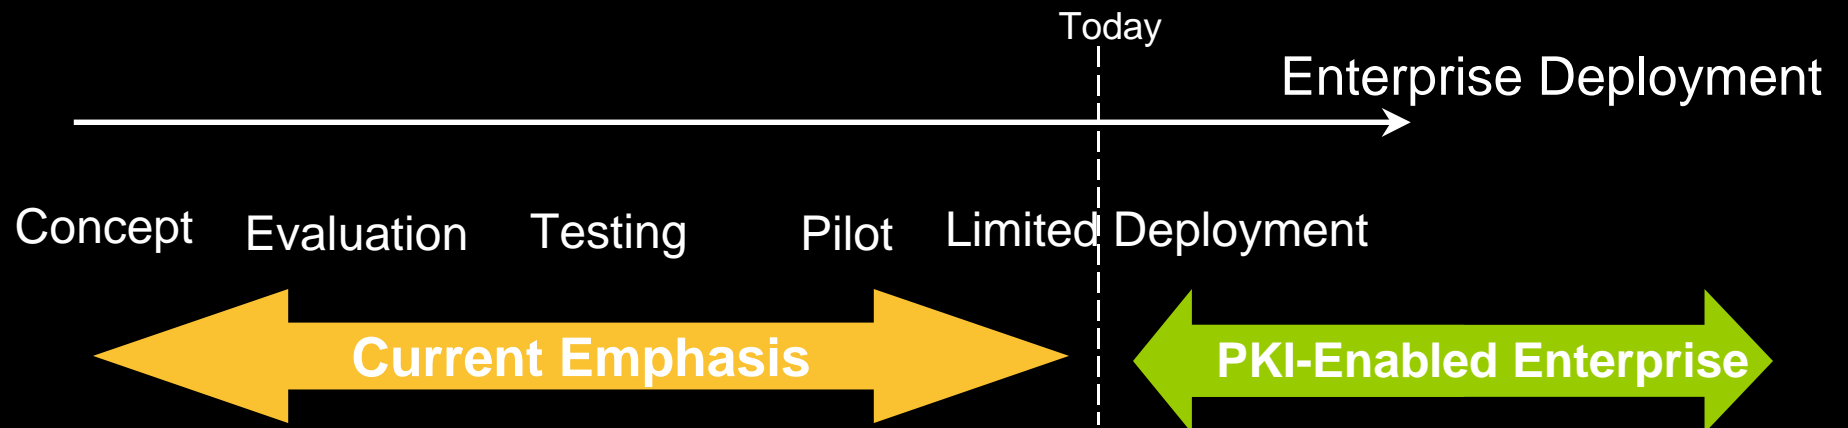 Today
Enterprise Deployment
Concept Evaluation Testing Pilot Limited Deployment
Current Emphasis
PKI-Enabled Enterprise